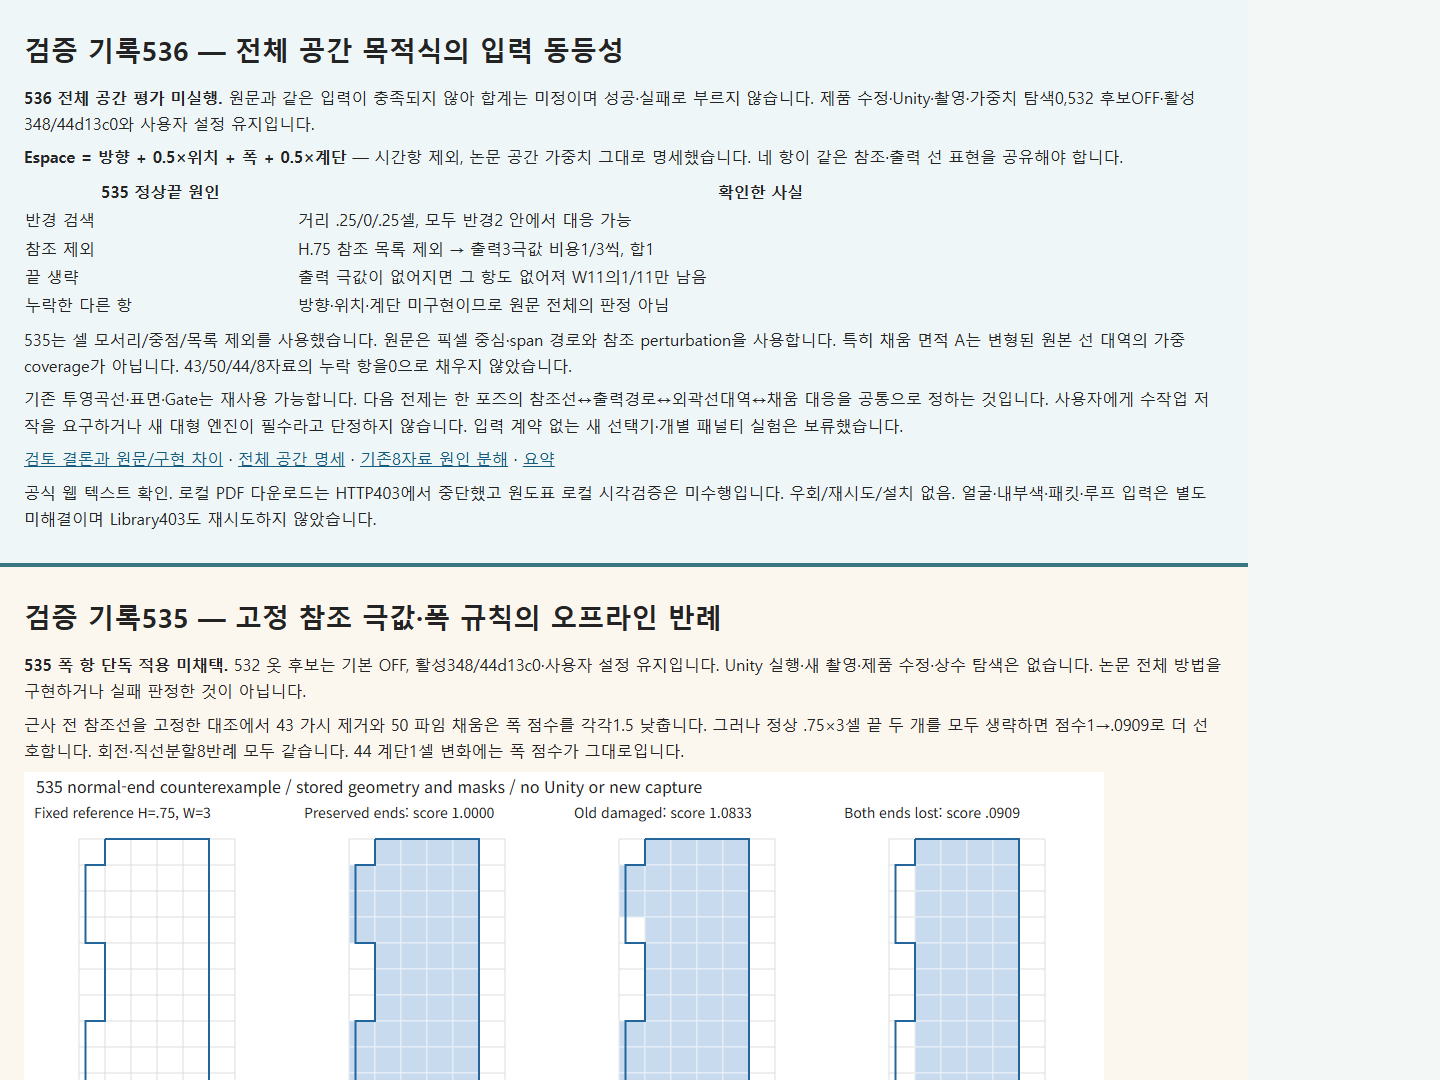 검증 기록536 — 전체 공간 목적식의 입력 동등성
536 전체 공간 평가 미실행. 원문과 같은 입력이 충족되지 않아 합계는 미정이며 성공·실패로 부르지 않습니다. 제품 수정·Unity·촬영·가중치 탐색0,532 후보OFF·활성
348/44d13c0와 사용자 설정 유지입니다.
Espace = 방향 + 0.5×위치 + 폭 + 0.5×계단 — 시간항 제외, 논문 공간 가중치 그대로 명세했습니다. 네 항이 같은 참조·출력 선 표현을 공유해야 합니다.
535 정상끝 원인 확인한 사실
반경 검색 거리 .25/0/.25셀, 모두 반경2 안에서 대응 가능
참조 제외 H.75 참조 목록 제외 → 출력3극값 비용1/3씩, 합1
끝 생략 출력 극값이 없어지면 그 항도 없어져 W11의1/11만 남음
누락한 다른 항 방향·위치·계단 미구현이므로 원문 전체의 판정 아님
535는 셀 모서리/중점/목록 제외를 사용했습니다. 원문은 픽셀 중심·span 경로와 참조 perturbation을 사용합니다. 특히 채움 면적 A는 변형된 원본 선 대역의 가중
coverage가 아닙니다. 43/50/44/8자료의 누락 항을0으로 채우지 않았습니다.
기존 투영곡선·표면·Gate는 재사용 가능합니다. 다음 전제는 한 포즈의 참조선↔출력경로↔외곽선대역↔채움 대응을 공통으로 정하는 것입니다. 사용자에게 수작업 저
작을 요구하거나 새 대형 엔진이 필수라고 단정하지 않습니다. 입력 계약 없는 새 선택기·개별 패널티 실험은 보류했습니다.
검토 결론과 원문/구현 차이 · 전체 공간 명세 · 기존8자료 원인 분해 · 요약
공식 웹 텍스트 확인. 로컬 PDF 다운로드는 HTTP403에서 중단했고 원도표 로컬 시각검증은 미수행입니다. 우회/재시도/설치 없음. 얼굴·내부색·패킷·루프 입력은 별도
미해결이며 Library403도 재시도하지 않았습니다.
검증 기록535 — 고정 참조 극값·폭 규칙의 오프라인 반례
535 폭 항 단독 적용 미채택. 532 옷 후보는 기본 OFF, 활성348/44d13c0·사용자 설정 유지입니다. Unity 실행·새 촬영·제품 수정·상수 탐색은 없습니다. 논문 전체 방법을
구현하거나 실패 판정한 것이 아닙니다.
근사 전 참조선을 고정한 대조에서 43 가시 제거와 50 파임 채움은 폭 점수를 각각1.5 낮춥니다. 그러나 정상 .75×3셀 끝 두 개를 모두 생략하면 점수1→.0909로 더 선
호합니다. 회전·직선분할8반례 모두 같습니다. 44 계단1셀 변화에는 폭 점수가 그대로입니다.
535 normal-end counterexample / stored geometry and masks / no Unity or new capture
Fixed reference H=.75, W=3 Preserved ends: score 1.0000 Old damaged: score 1.0833 Both ends lost: score .0909